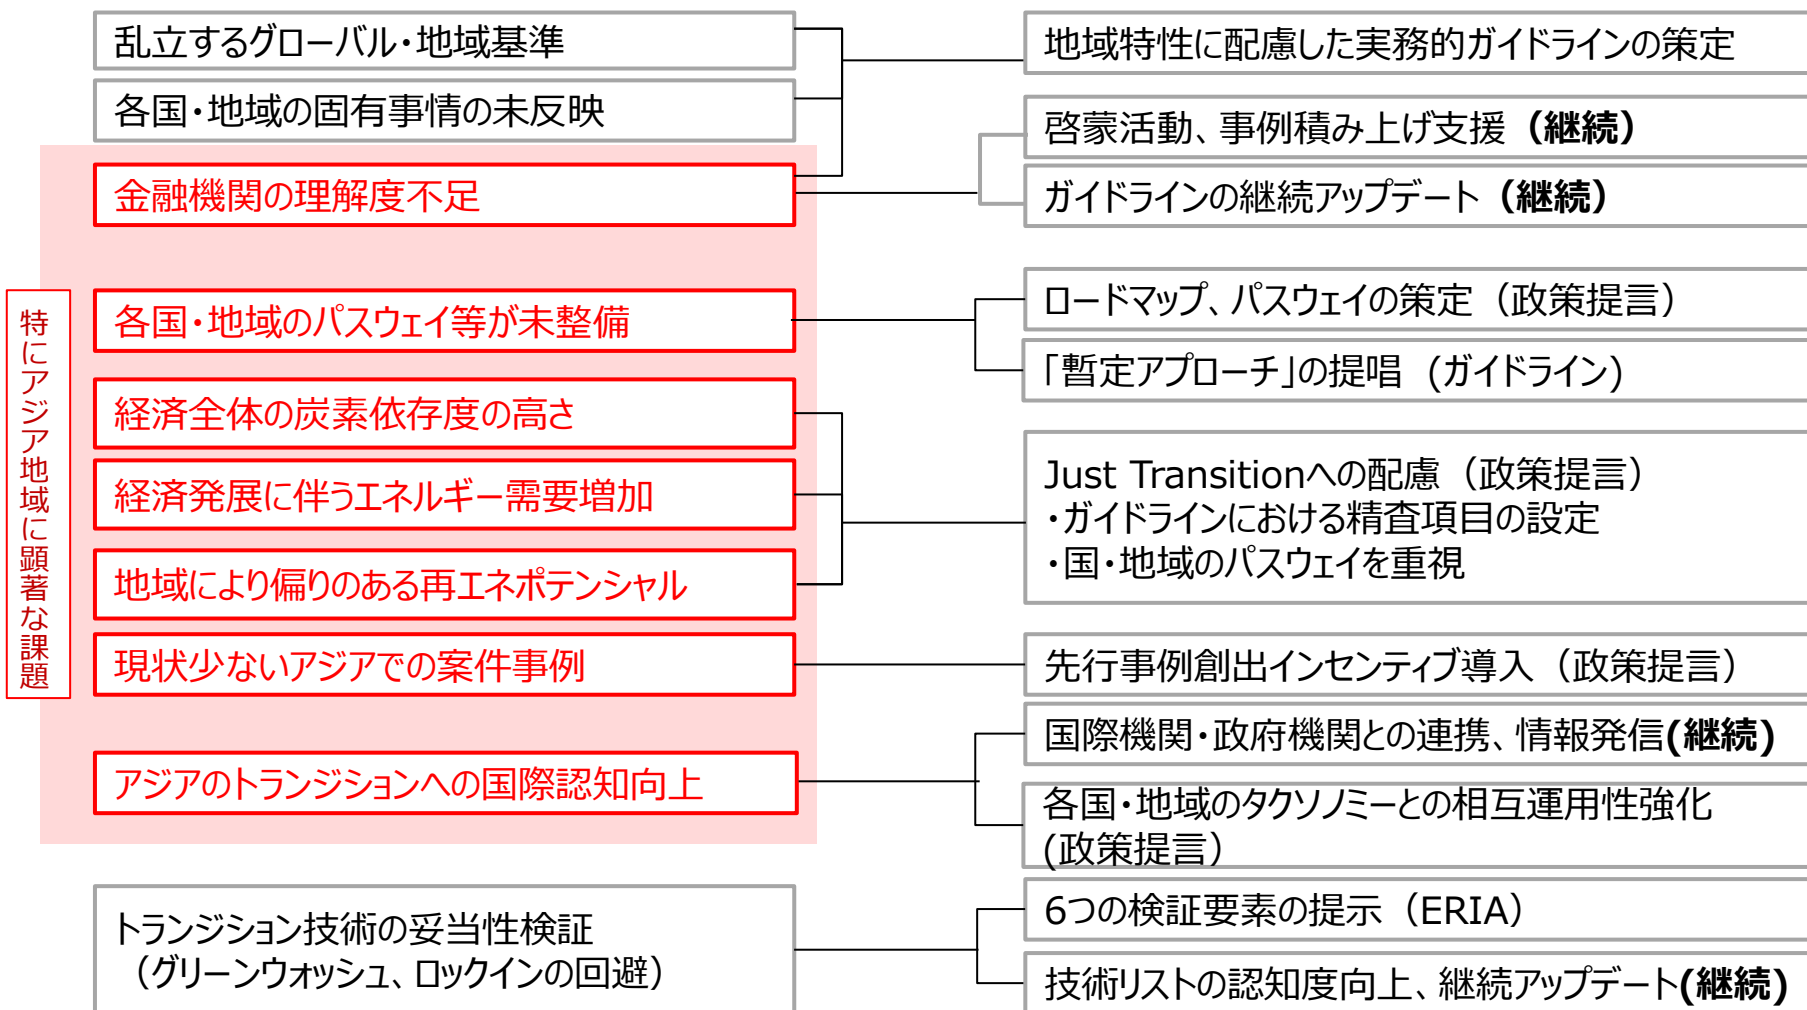 乱立するグローバル・地域基準
各国・地域の固有事情の未反映
金融機関の理解度不足
各国・地域のパスウェイ等が未整備
経済全体の炭素依存度の高さ
経済発展に伴うエネルギー需要増加
地域により偏りのある再エネポテンシャル
現状少ないアジアでの案件事例
アジアのトランジションへの国際認知向上
トランジション技術の妥当性検証
（グリーンウォッシュ、ロックインの回避）
特にアジア地域に顕著な課題
地域特性に配慮した実務的ガイドラインの策定
啓蒙活動、事例積み上げ支援（継続）
ガイドラインの継続アップデート（継続）
ロードマップ、パスウェイの策定（政策提言）
「暫定アプローチ」の提唱 (ガイドライン)
Just Transitionへの配慮（政策提言）
・ガイドラインにおける精査項目の設定
・国・地域のパスウェイを重視
先行事例創出インセンティブ導入（政策提言）
国際機関・政府機関との連携、情報発信(継続)
各国・地域のタクソノミーとの相互運用性強化
(政策提言）
6つの検証要素の提示（ERIA）
技術リストの認知度向上、継続アップデート(継続)